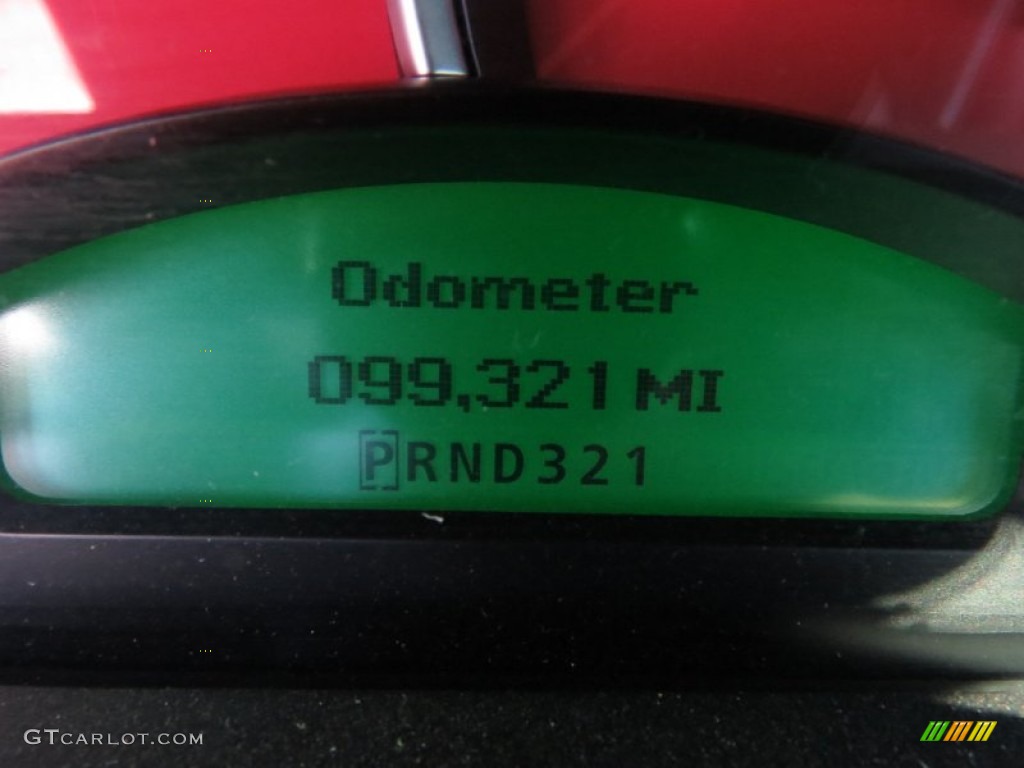 Odometer
099,321 MI
PRND321
GTCARLOT.COM